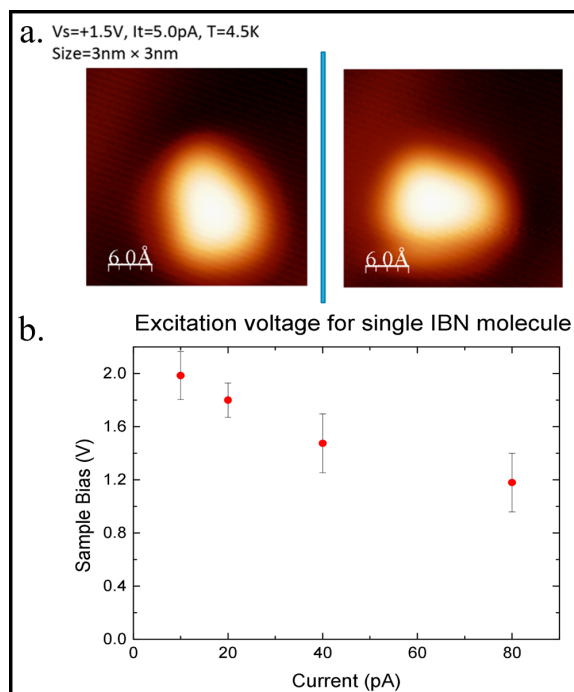 a.
Vs=+1.5V, It=5.0pA, T=4.5K
Size=3nm × 3nm
6.0Å
6.0Å
b.
Excitation voltage for single IBN molecule
2.0
1.6
1.2
0.8
0.4
0.0
Sample Bias (V)
0
20
40
60
80
Current (pA)